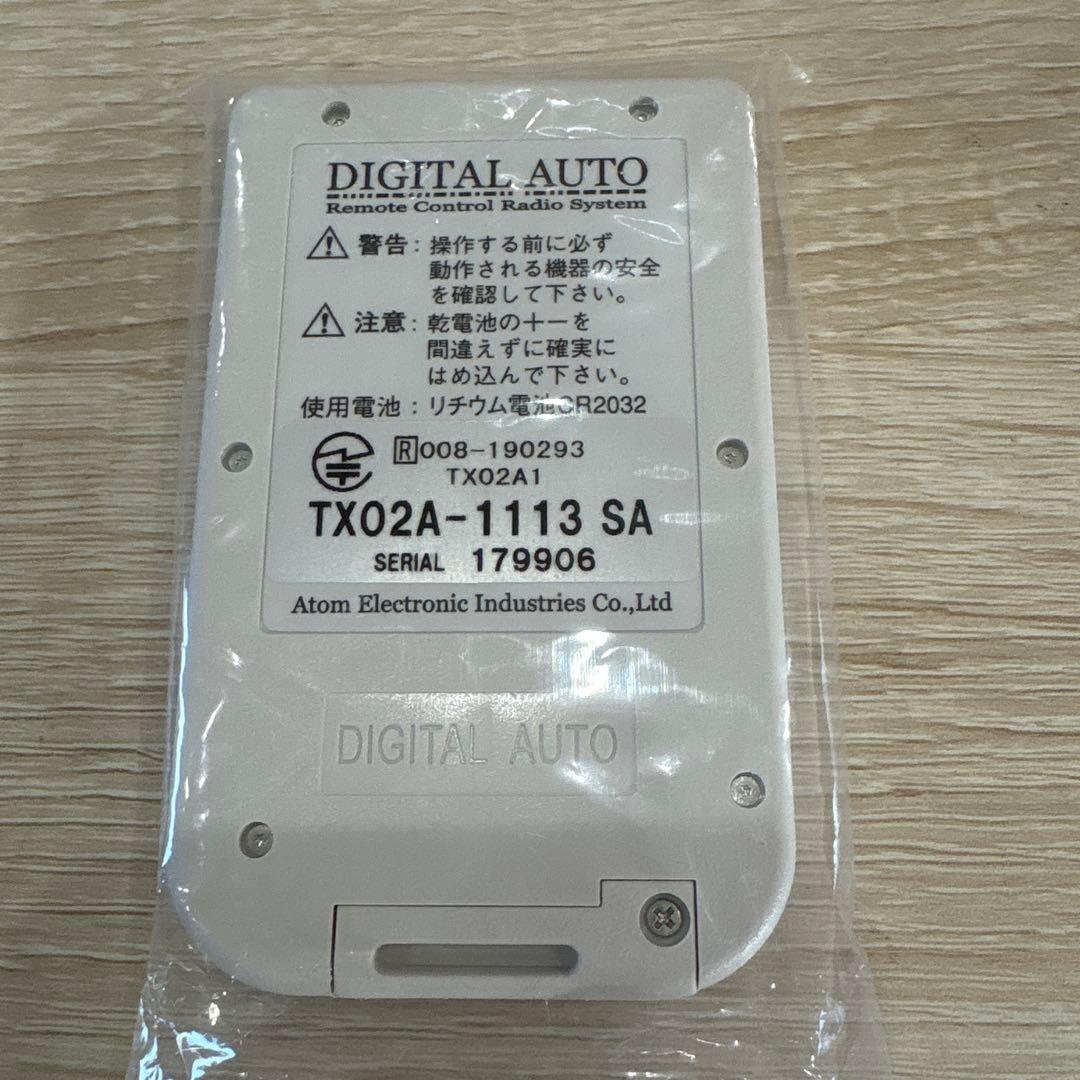 DIGITAL AUTO
Remote Control Radio System
警告：操作する前に必ず
動作される機器の安全
を確認して下さい。
注意：乾電池の＋－を
間違えずに確実に
はめ込んで下さい。
使用電池：リチウム電池CR2032
R 008-190293
TX02A1
TX02A-1113 SA
SERIAL 179906
Atom Electronic Industries Co.,Ltd
DIGITAL AUTO